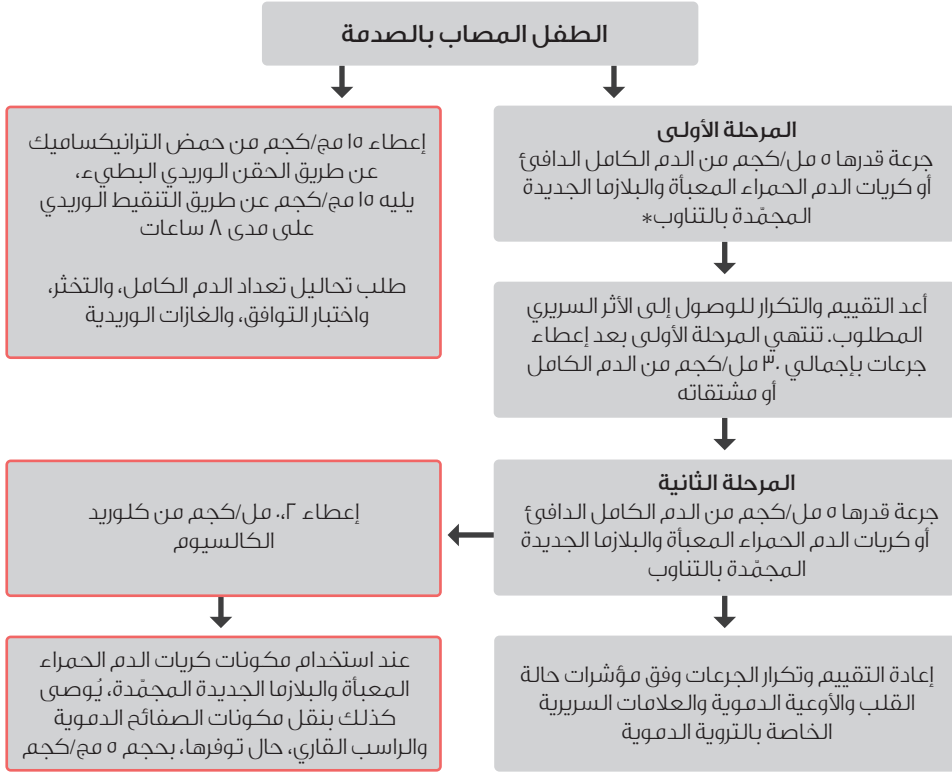 الطفل المصاب بالصدمة
المرحلة الأولى
جرعة قدرها ٥ مل/كجم من الدم الكامل الدافئ
أو كريات الدم الحمراء المعبأة والبلازما الجديدة
المجمّدة بالتناوب*
إعطاء ١٥ مج/كجم من حمض الترانيكساميك
عن طريق الحقن الوريدي البطيء،
يليه ١٥ مج/كجم عن طريق التنقيط الوريدي
على مدى ٨ ساعات
طلب تحاليل تعداد الدم الكامل، والتخثر،
واختبار التوافق، والغازات الوريدية
أعد التقييم والتكرار للوصول إلى الأثر السريري
المطلوب. تنتهي المرحلة الأولى بعد إعطاء
جرعات بإجمالي ٣٠ مل/كجم من الدم الكامل
أو مشتقاته
المرحلة الثانية
جرعة قدرها ٥ مل/كجم من الدم الكامل الدافئ
أو كريات الدم الحمراء المعبأة والبلازما الجديدة
المجمّدة بالتناوب
إعطاء ٠,٢ مل/كجم من كلوريد
الكالسيوم
إعادة التقييم وتكرار الجرعات وفق مؤشرات حالة
القلب والأوعية الدموية والعلامات السريرية
الخاصة بالتروية الدموية
عند استخدام مكونات كريات الدم الحمراء
المعبأة والبلازما الجديدة المجمّدة، يُوصى
كذلك بنقل مكونات الصفائح الدموية
والراسب القاري، حال توفرها، بحجم ٥ مج/كجم